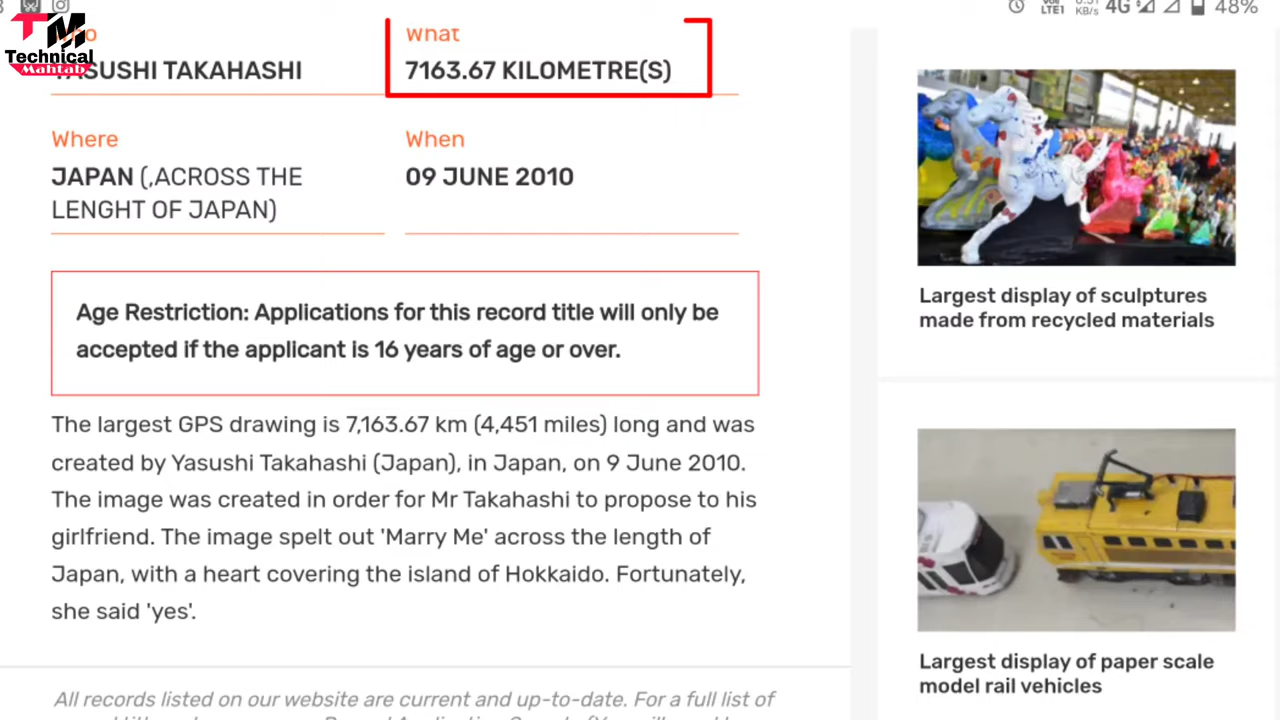 TM
Technical
Mahtab
VoLTE1
KB/s
4G
48%
What
YASUSHI TAKAHASHI
7163.67 KILOMETRE(S)
Where
When
JAPAN (,ACROSS THE
LENGHT OF JAPAN)
09 JUNE 2010
Age Restriction: Applications for this record title will only be
accepted if the applicant is 16 years of age or over.
The largest GPS drawing is 7,163.67 km (4,451 miles) long and was
created by Yasushi Takahashi (Japan), in Japan, on 9 June 2010.
The image was created in order for Mr Takahashi to propose to his
girlfriend. The image spelt out 'Marry Me' across the length of
Japan, with a heart covering the island of Hokkaido. Fortunately,
she said 'yes'.
All records listed on our website are current and up-to-date. For a full list of
Largest display of sculptures
made from recycled materials
Largest display of paper scale
model rail vehicles